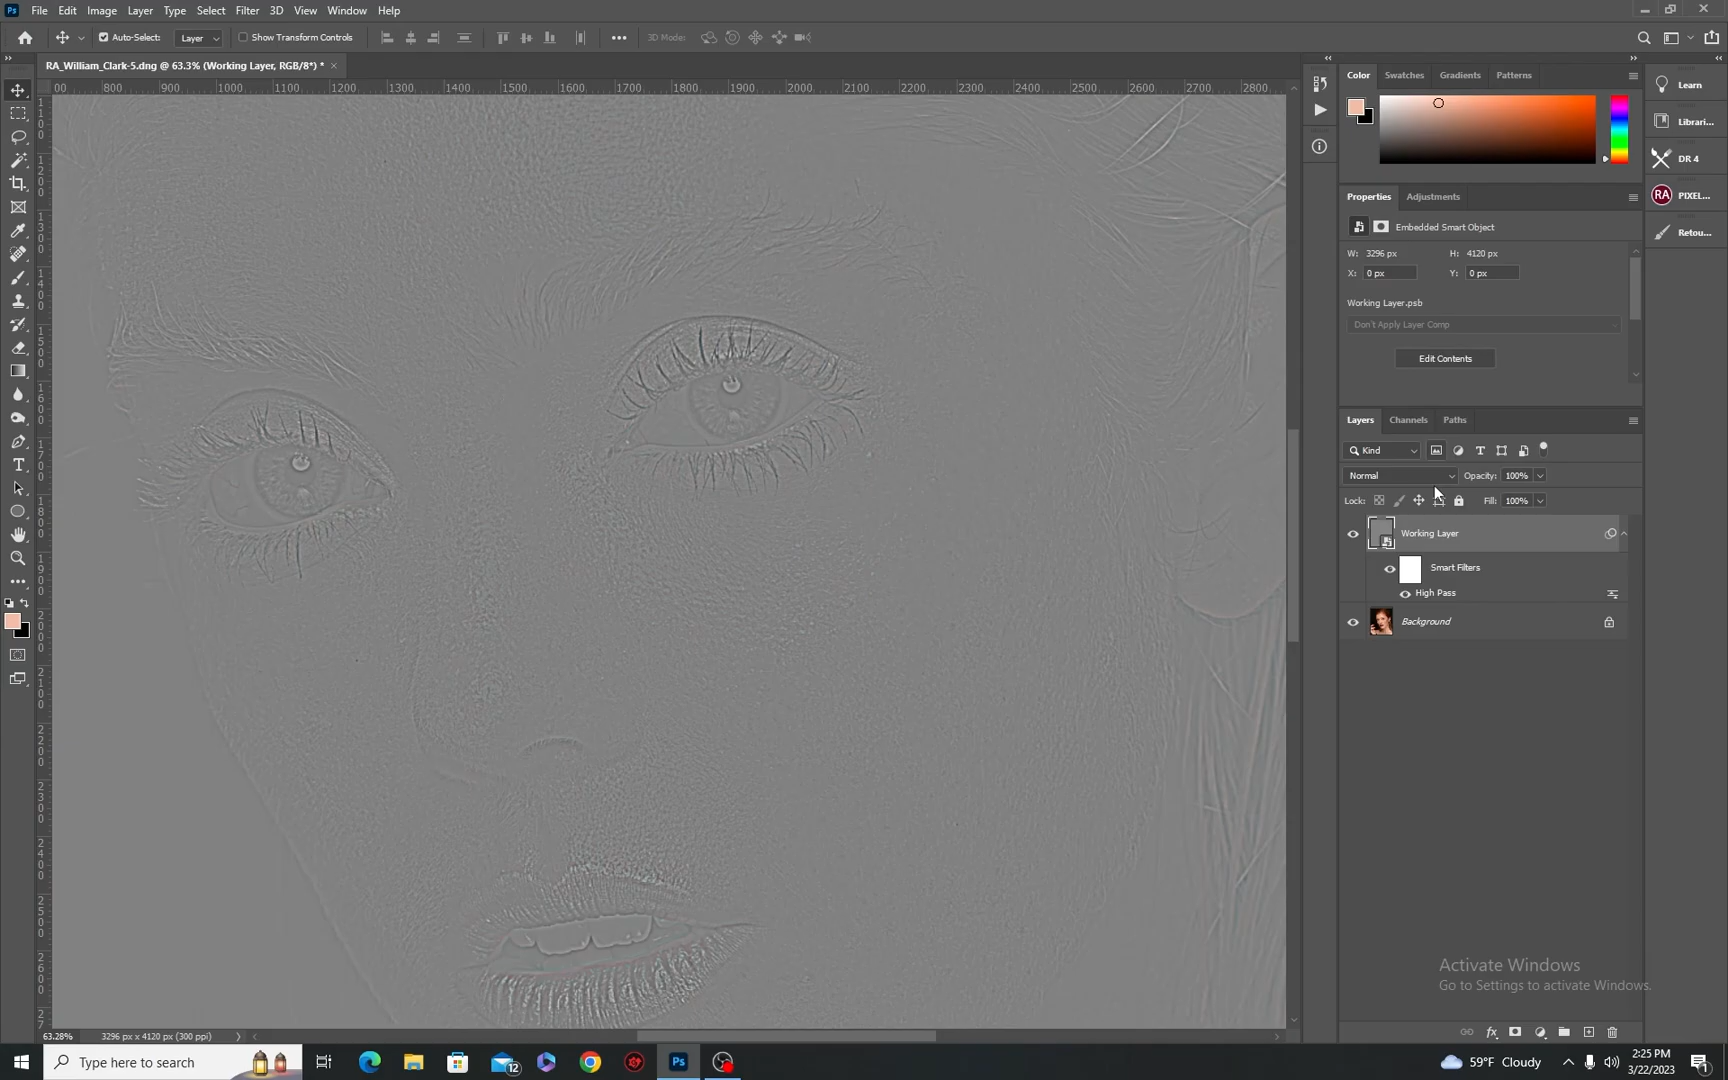 Ps File Edit Image Layer Type Select Filter 3D View Window Help
Auto-Select: Layer Show Transform Controls 3D Mode:
RA_William_Clark-5.dng @ 63.3% (Working Layer, RGB/8*) *
00 800 900 1000 1100 1200 1300 1400 1500 1600 1700 1800 1900 2000 2100 2200 2300 2400 2500 2600 2700 2800
Color Swatches Gradients Patterns
Learn
Librari...
DR 4
RA PIXEL...
Retou...
Properties Adjustments
Embedded Smart Object
W: 3296 px H: 4120 px
X: 0 px Y: 0 px
Working Layer.psb
Don't Apply Layer Comp
Edit Contents
Layers Channels Paths
Kind
Normal Opacity: 100%
Lock: Fill: 100%
Working Layer
Smart Filters
High Pass
Background
Activate Windows
Go to Settings to activate Windows.
63.28% 3296 px x 4120 px (300 ppi)
Type here to search
12
Ps
59°F Cloudy
2:25 PM
3/22/2023
1